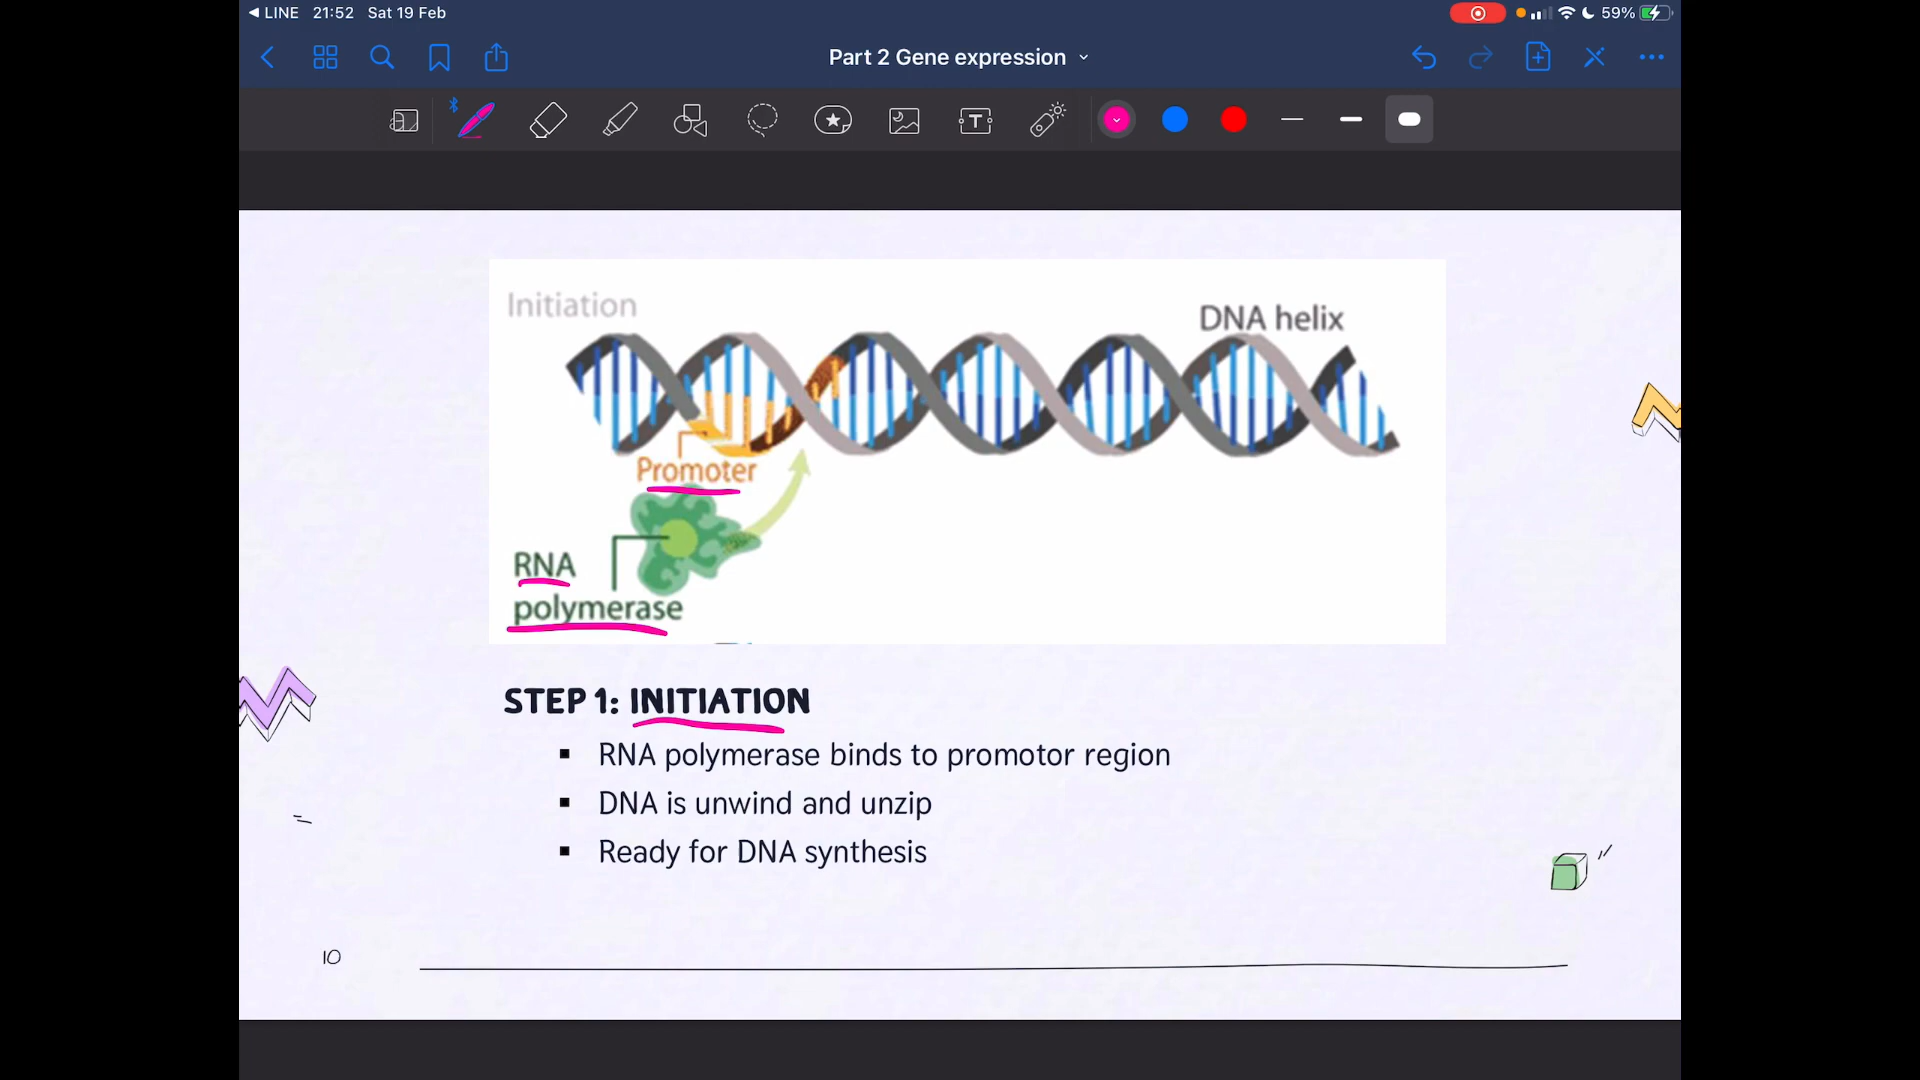 LINE 21:52 Sat 19 Feb 59%
Part 2 Gene expression
Initiation
DNA helix
Promoter
RNA
polymerase
STEP 1: INITIATION
▪ RNA polymerase binds to promotor region
▪ DNA is unwind and unzip
▪ Ready for DNA synthesis
10